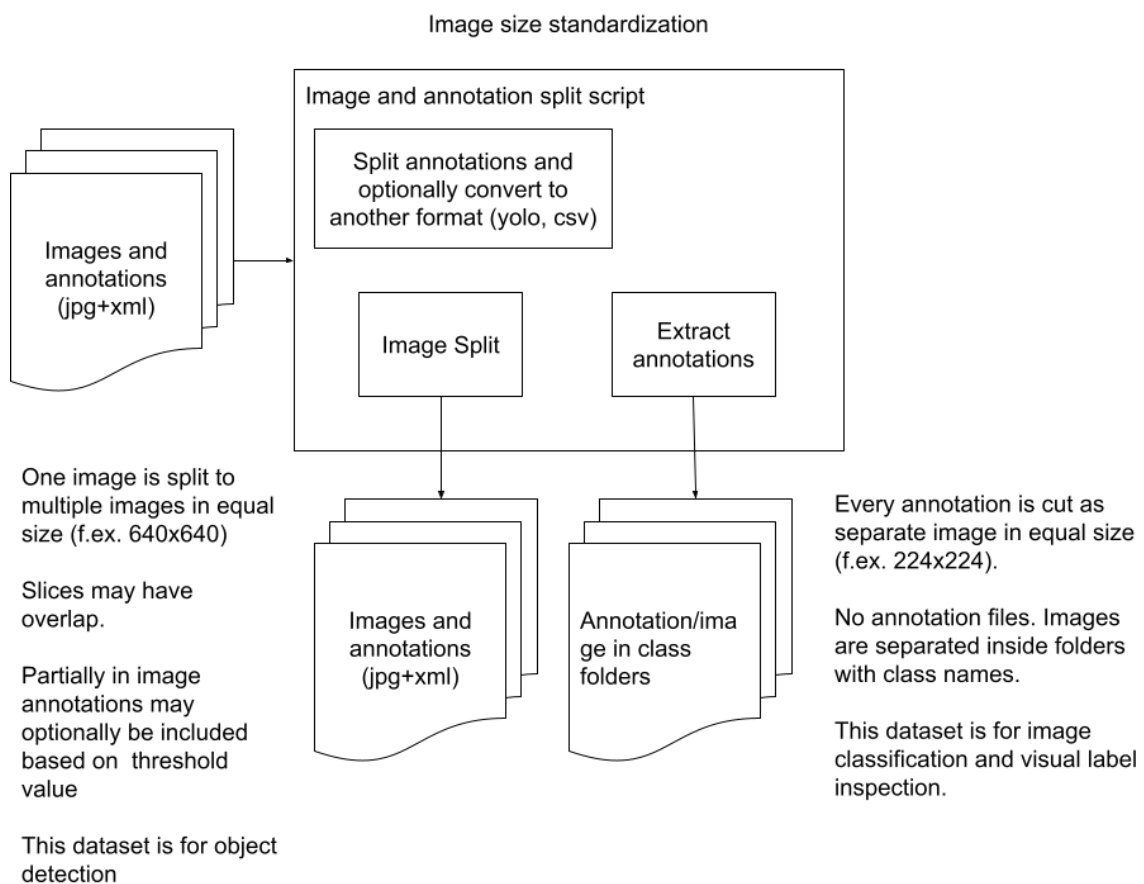 Image size standardization
Image and annotation split script
Split annotations and
optionally convert to
another format (yolo, csv)
Images and
annotations
(jpg+xml)
Image Split
Extract
annotations
One image is split to
multiple images in equal
size (f.ex. 640x640)
Slices may have
overlap.
Partially in image
annotations may
optionally be included
based on  threshold
value
This dataset is for object
detection
Images and
annotations
(jpg+xml)
Annotation/ima
ge in class
folders
Every annotation is cut as
separate image in equal size
(f.ex. 224x224).
No annotation files. Images
are separated inside folders
with class names.
This dataset is for image
classification and visual label
inspection.